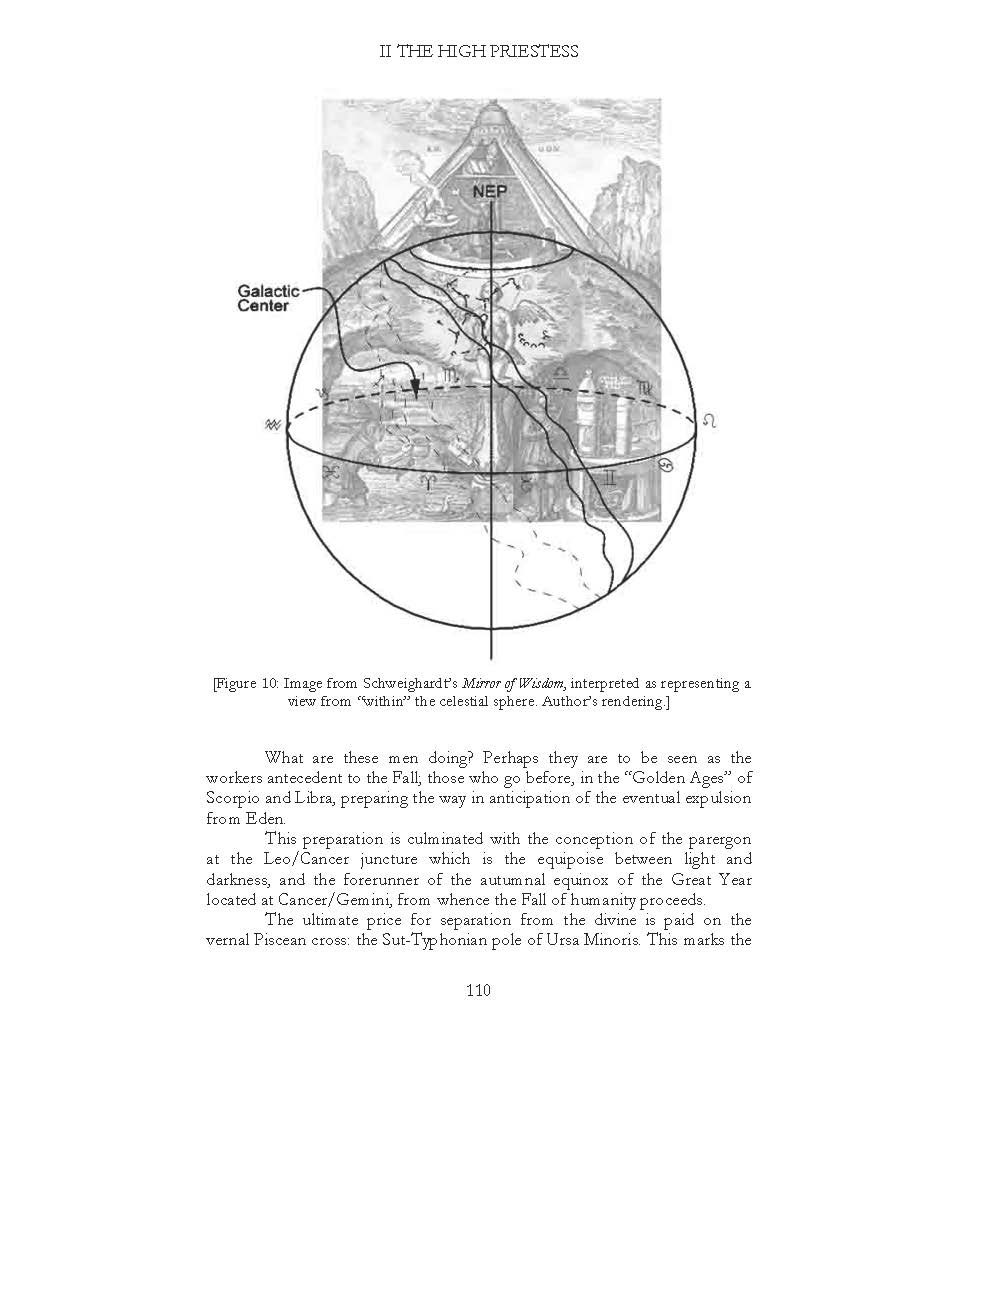 II THE HIGH PRIESTESS
NEP
Galactic
Center
♏
♎
♍
♒
♌
♋
♈
♉
♊
[Figure 10: Image from Schweighardt’s Mirror of Wisdom, interpreted as representing a
view from “within” the celestial sphere. Author’s rendering.]
What are these men doing? Perhaps they are to be seen as the
workers antecedent to the Fall; those who go before, in the “Golden Ages” of
Scorpio and Libra, preparing the way in anticipation of the eventual expulsion
from Eden.
This preparation is culminated with the conception of the parergon
at the Leo/Cancer juncture which is the equipoise between light and
darkness, and the forerunner of the autumnal equinox of the Great Year
located at Cancer/Gemini, from whence the Fall of humanity proceeds.
The ultimate price for separation from the divine is paid on the
vernal Piscean cross: the Sut-Typhonian pole of Ursa Minoris. This marks the
110